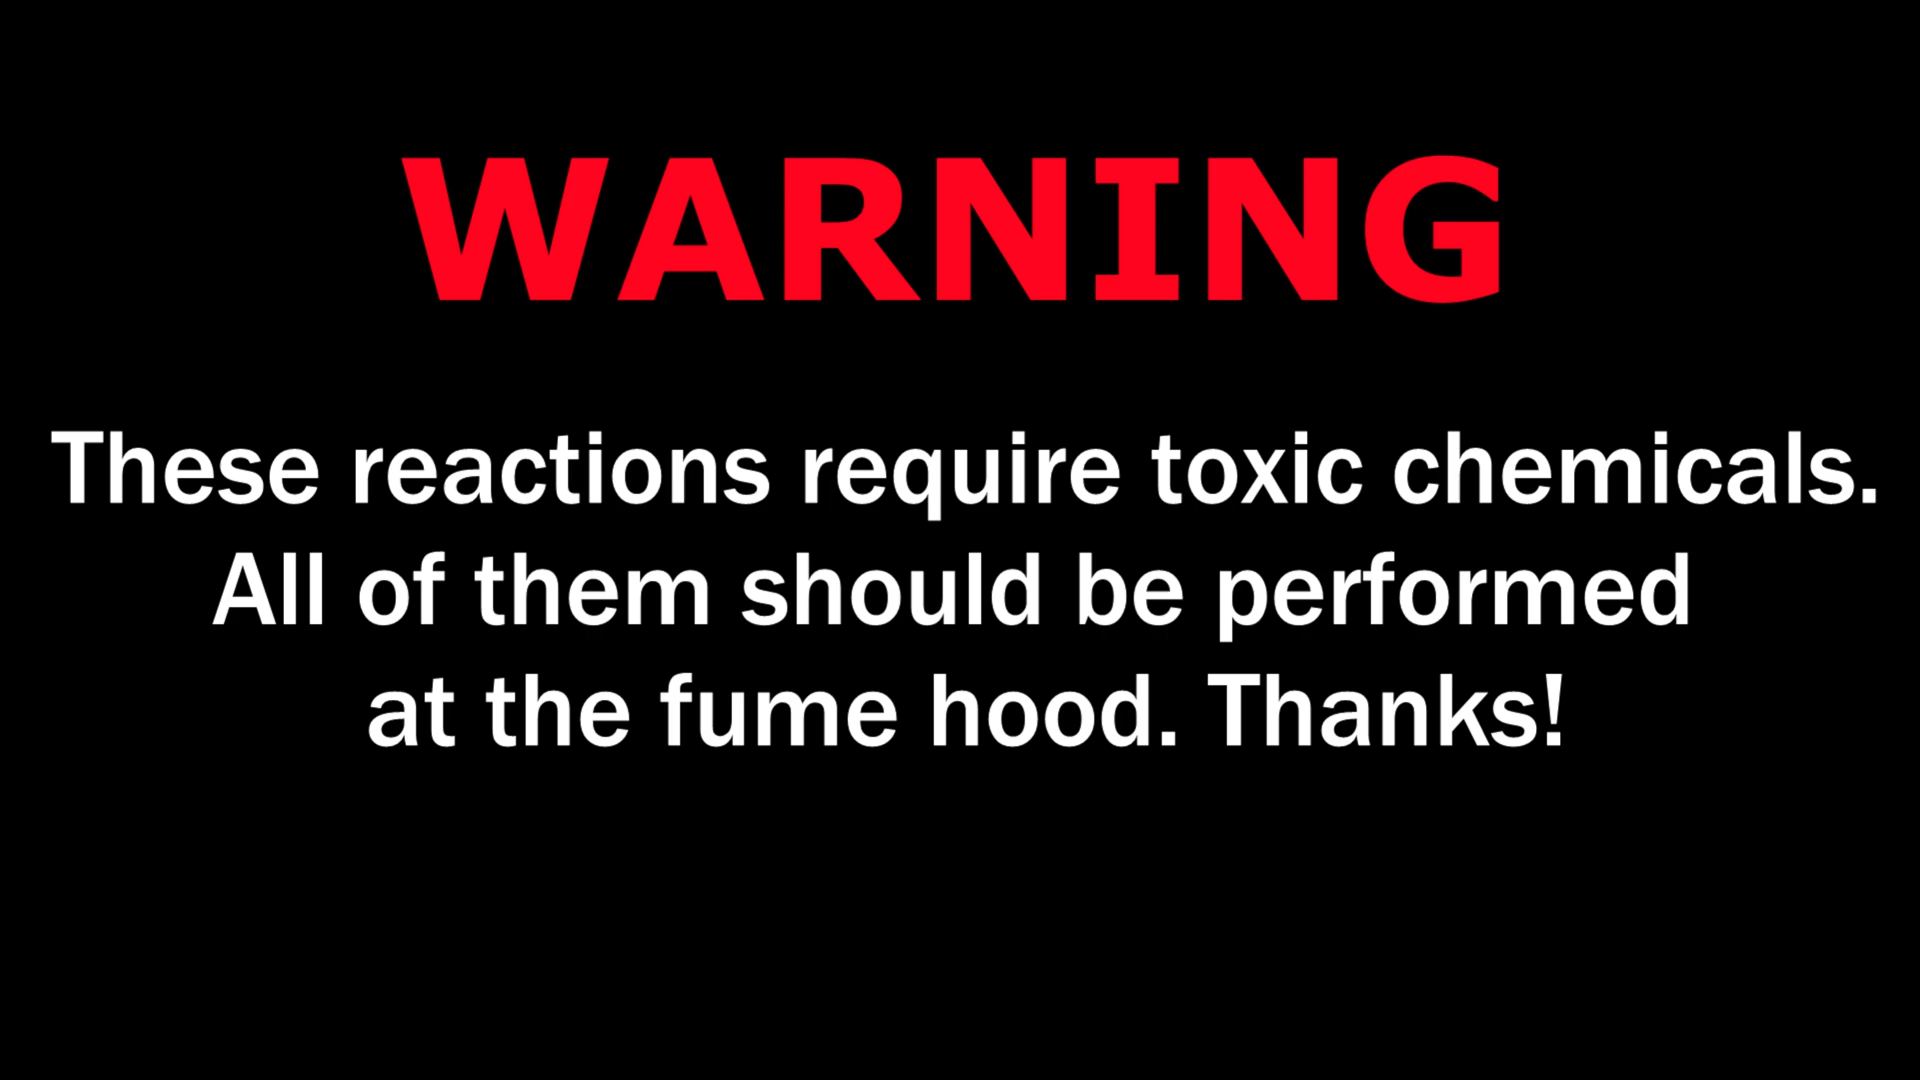 WARNING
These reactions require toxic chemicals.
All of them should be performed
at the fume hood. Thanks!